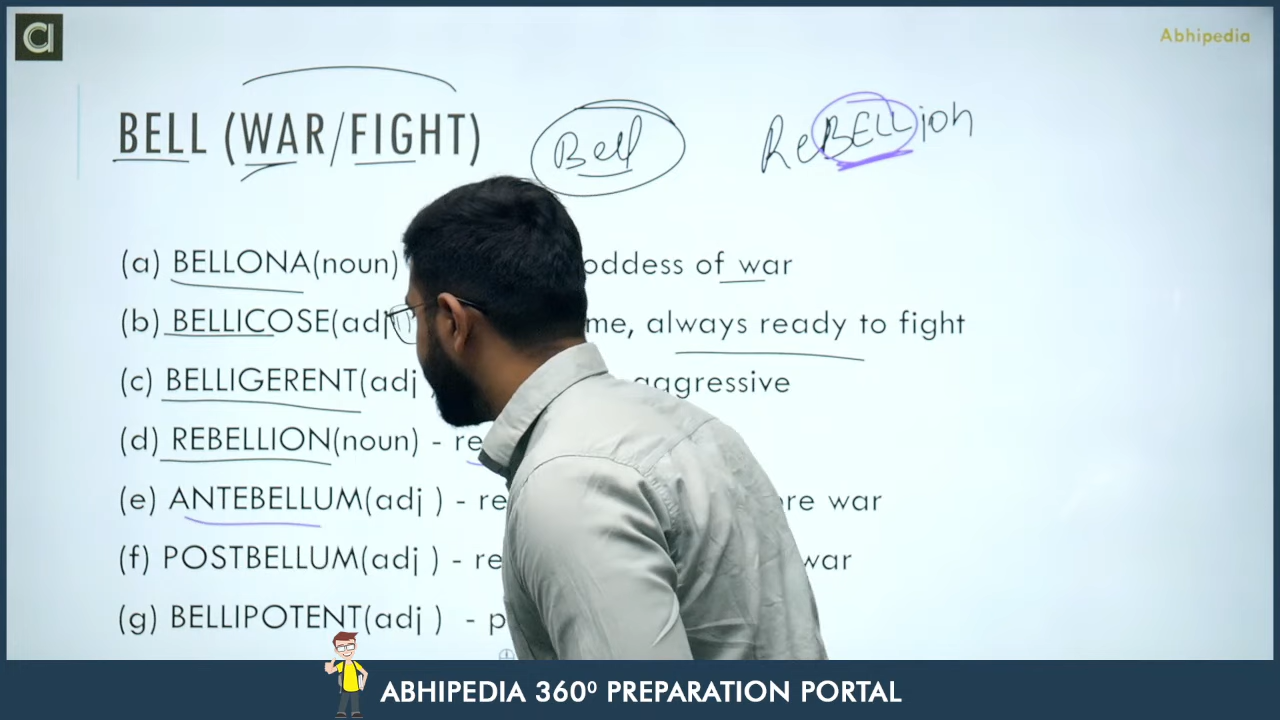 Abhipedia
BELL (WAR/FIGHT) Bell ReBELLion
(a) BELLONA(noun) oddess of war
(b) BELLICOSE(adj me, always ready to fight
(c) BELLIGERENT(adj aggressive
(d) REBELLION(noun) - re
(e) ANTEBELLUM(adj ) - re re war
(f) POSTBELLUM(adj ) - re war
(g) BELLIPOTENT(adj ) - p
ABHIPEDIA 360⁰ PREPARATION PORTAL